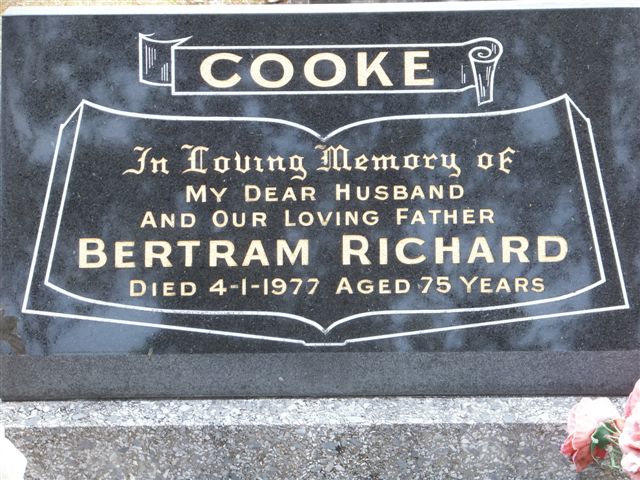 COOKE
In Loving Memory of
MY DEAR HUSBAND
AND OUR LOVING FATHER
BERTRAM RICHARD
DIED 4-1-1977 AGED 75 YEARS